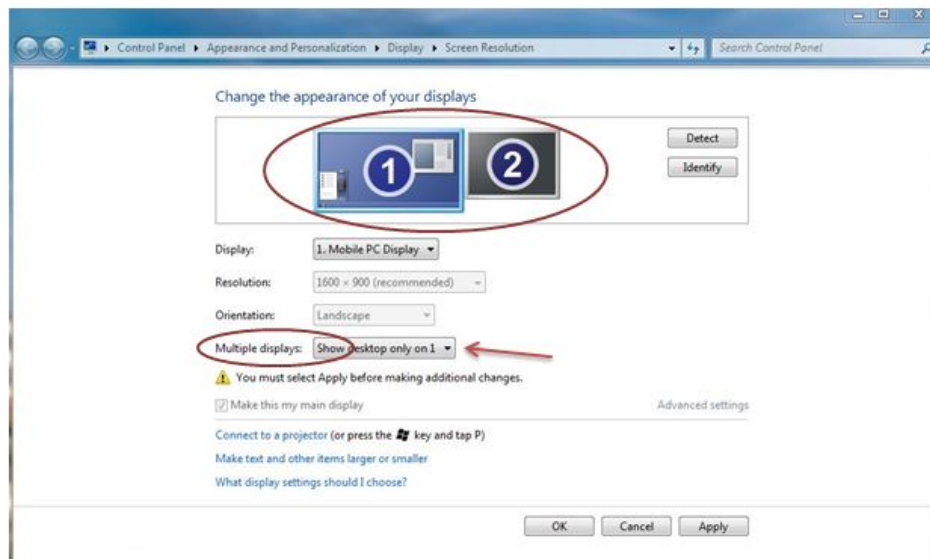 Control Panel ▸ Appearance and Personalization ▸ Display ▸ Screen Resolution
Search Control Panel
Change the appearance of your displays
1
2
Detect
Identify
Display: 1. Mobile PC Display
Resolution: 1600 × 900 (recommended)
Orientation: Landscape
Multiple displays: Show desktop only on 1
You must select Apply before making additional changes.
Make this my main display
Advanced settings
Connect to a projector (or press the key and tap P)
Make text and other items larger or smaller
What display settings should I choose?
OK Cancel Apply